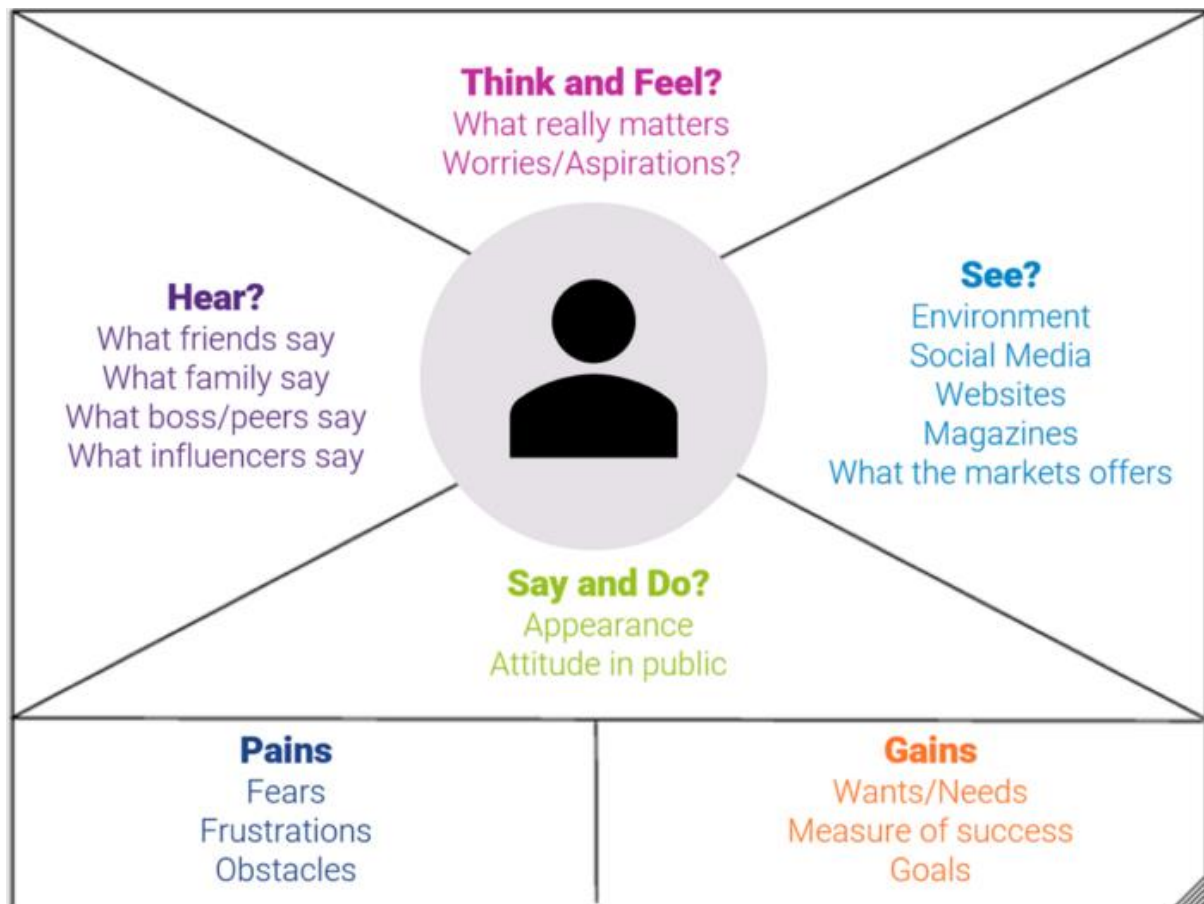 Think and Feel?
What really matters
Worries/Aspirations?
Hear?
What friends say
What family say
What boss/peers say
What influencers say
See?
Environment
Social Media
Websites
Magazines
What the markets offers
Say and Do?
Appearance
Attitude in public
Pains
Fears
Frustrations
Obstacles
Gains
Wants/Needs
Measure of success
Goals